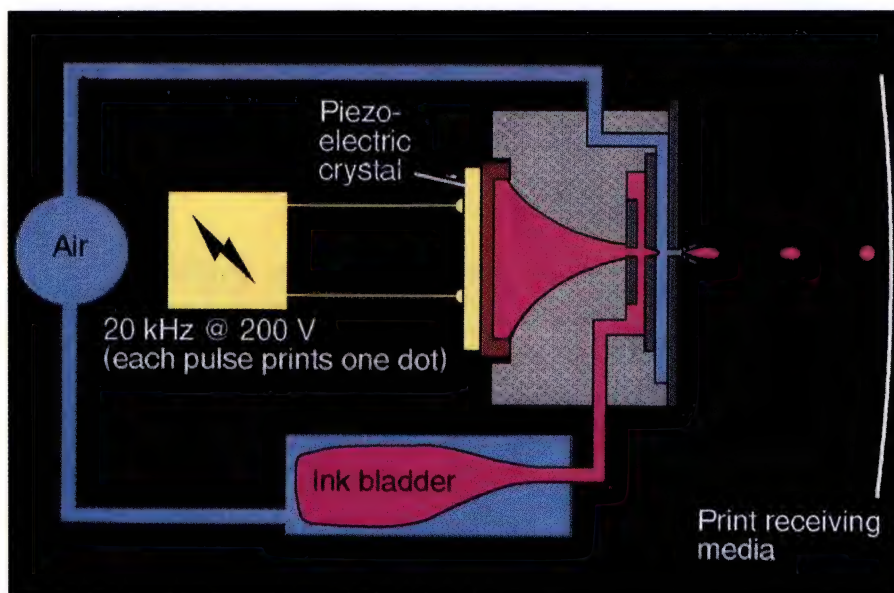 Piezo-
electric
crystal
Air
20 kHz @ 200 V
(each pulse prints one dot)
Ink bladder
Print receiving
media